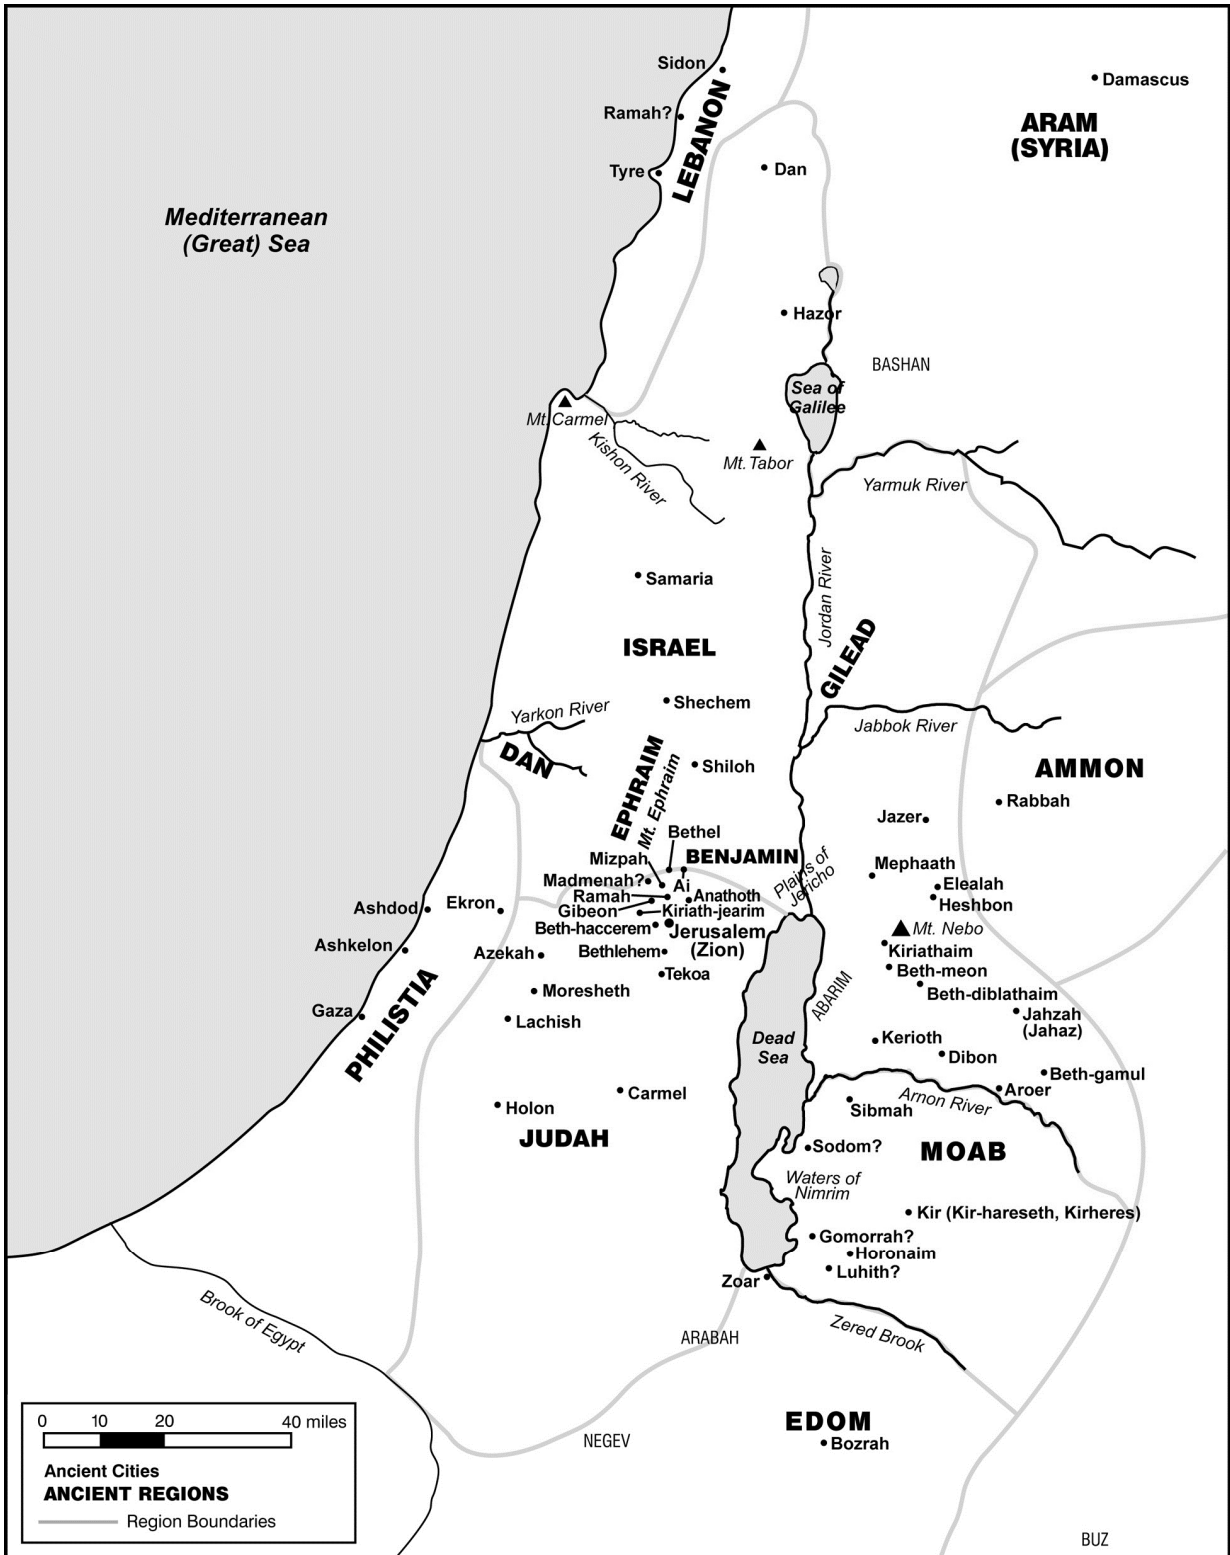 Sidon
Damascus
Ramah?
LEBANON
ARAM
(SYRIA)
Tyre
Dan
Mediterranean
(Great) Sea
Hazor
BASHAN
Sea of
Galilee
Mt. Carmel
Kishon River
Mt. Tabor
Yarmuk River
Jordan River
Samaria
ISRAEL
GILEAD
Shechem
Yarkon River
Jabbok River
DAN
EPHRAIM
Mt. Ephraim
Shiloh
AMMON
Rabbah
Jazer
Bethel
Mizpah
BENJAMIN
Plains of
Jericho
Mephaath
Madmenah?
Ai
Elealah
Ramah
Anathoth
Heshbon
Ashdod
Ekron
Gibeon
Kiriath-jearim
Beth-haccerem
Jerusalem
(Zion)
Mt. Nebo
Ashkelon
Azekah
Bethlehem
Kiriathaim
Tekoa
Beth-meon
Moresheth
ABARIM
Beth-diblathaim
Gaza
PHILISTIA
Lachish
Jahzah
(Jahaz)
Dead
Sea
Kerioth
Dibon
Beth-gamul
Carmel
Aroer
Arnon River
Holon
Sibmah
JUDAH
Sodom?
MOAB
Waters of
Nimrim
Kir (Kir-hareseth, Kirheres)
Gomorrah?
Horonaim
Luhith?
Zoar
Brook of Egypt
ARABAH
Zered Brook
EDOM
Bozrah
NEGEV
BUZ
0 10 20 40 miles
Ancient Cities
ANCIENT REGIONS
Region Boundaries